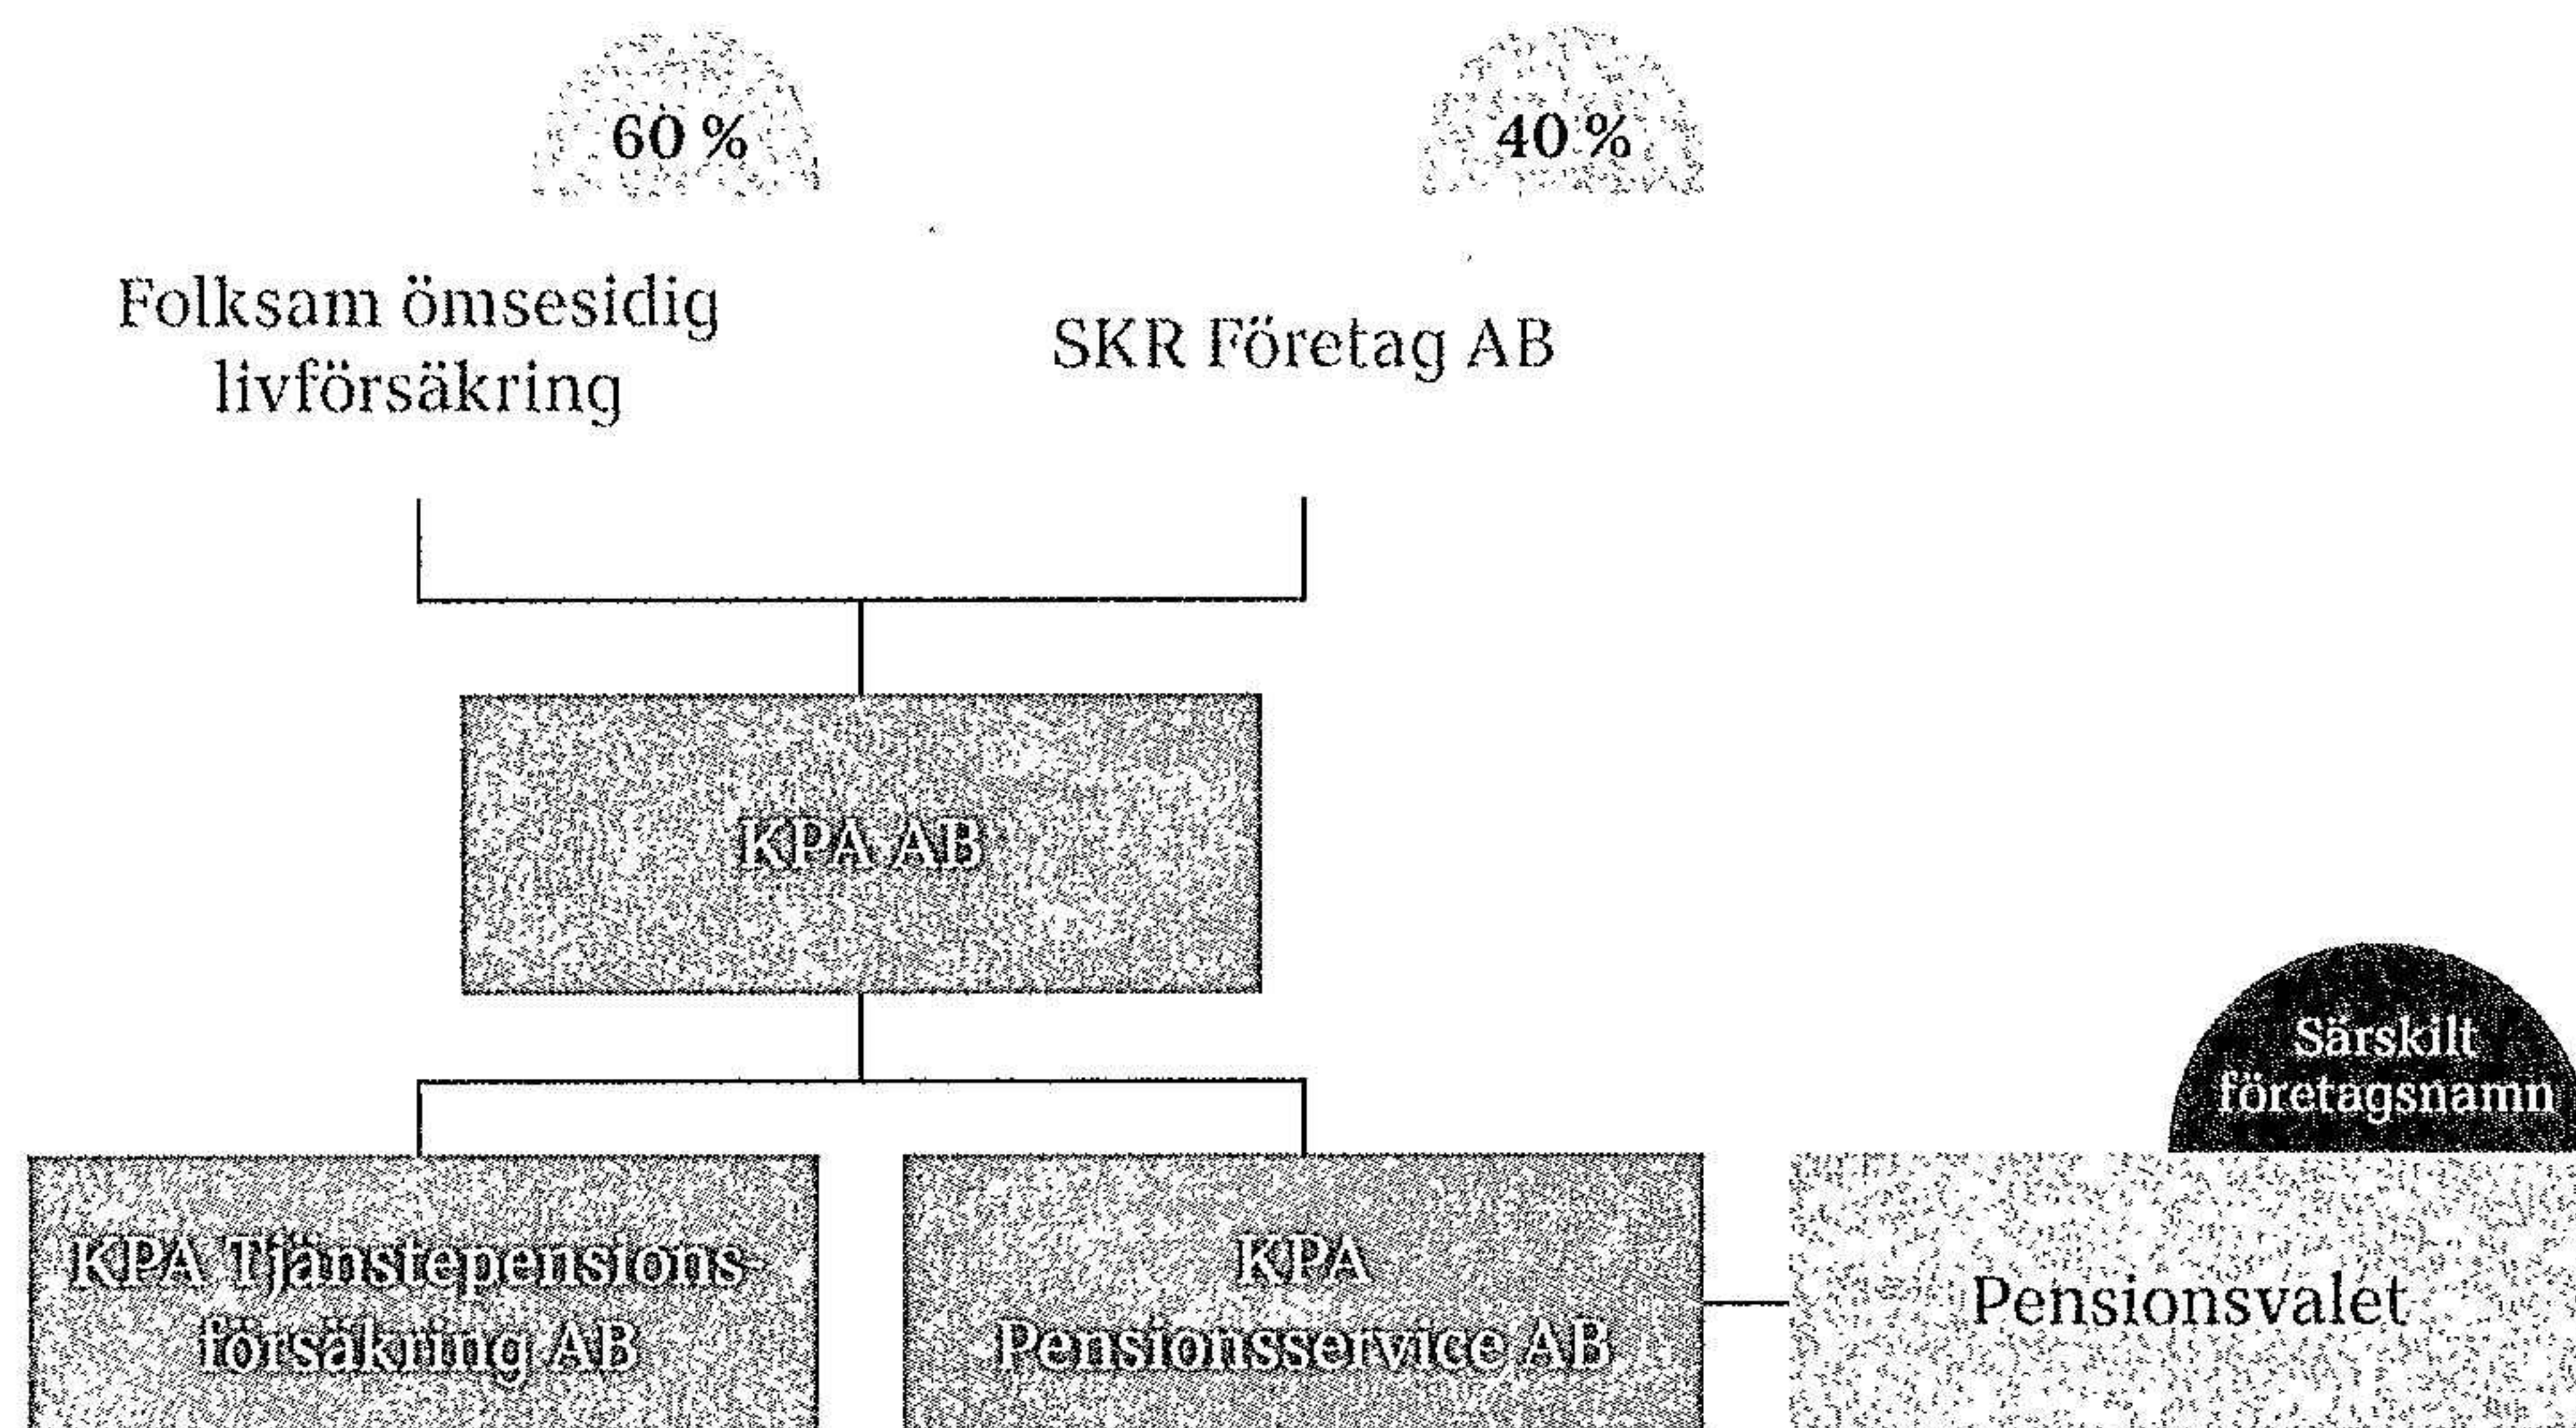 60 %
40 %
Folksam ömsesidig
livförsäkring
SKR Företag AB
KPA AB
Särskilt
företagsnamn
KPA Tjänstepensions-
försäkring AB
KPA
Pensionsservice AB
Pensionsvalet